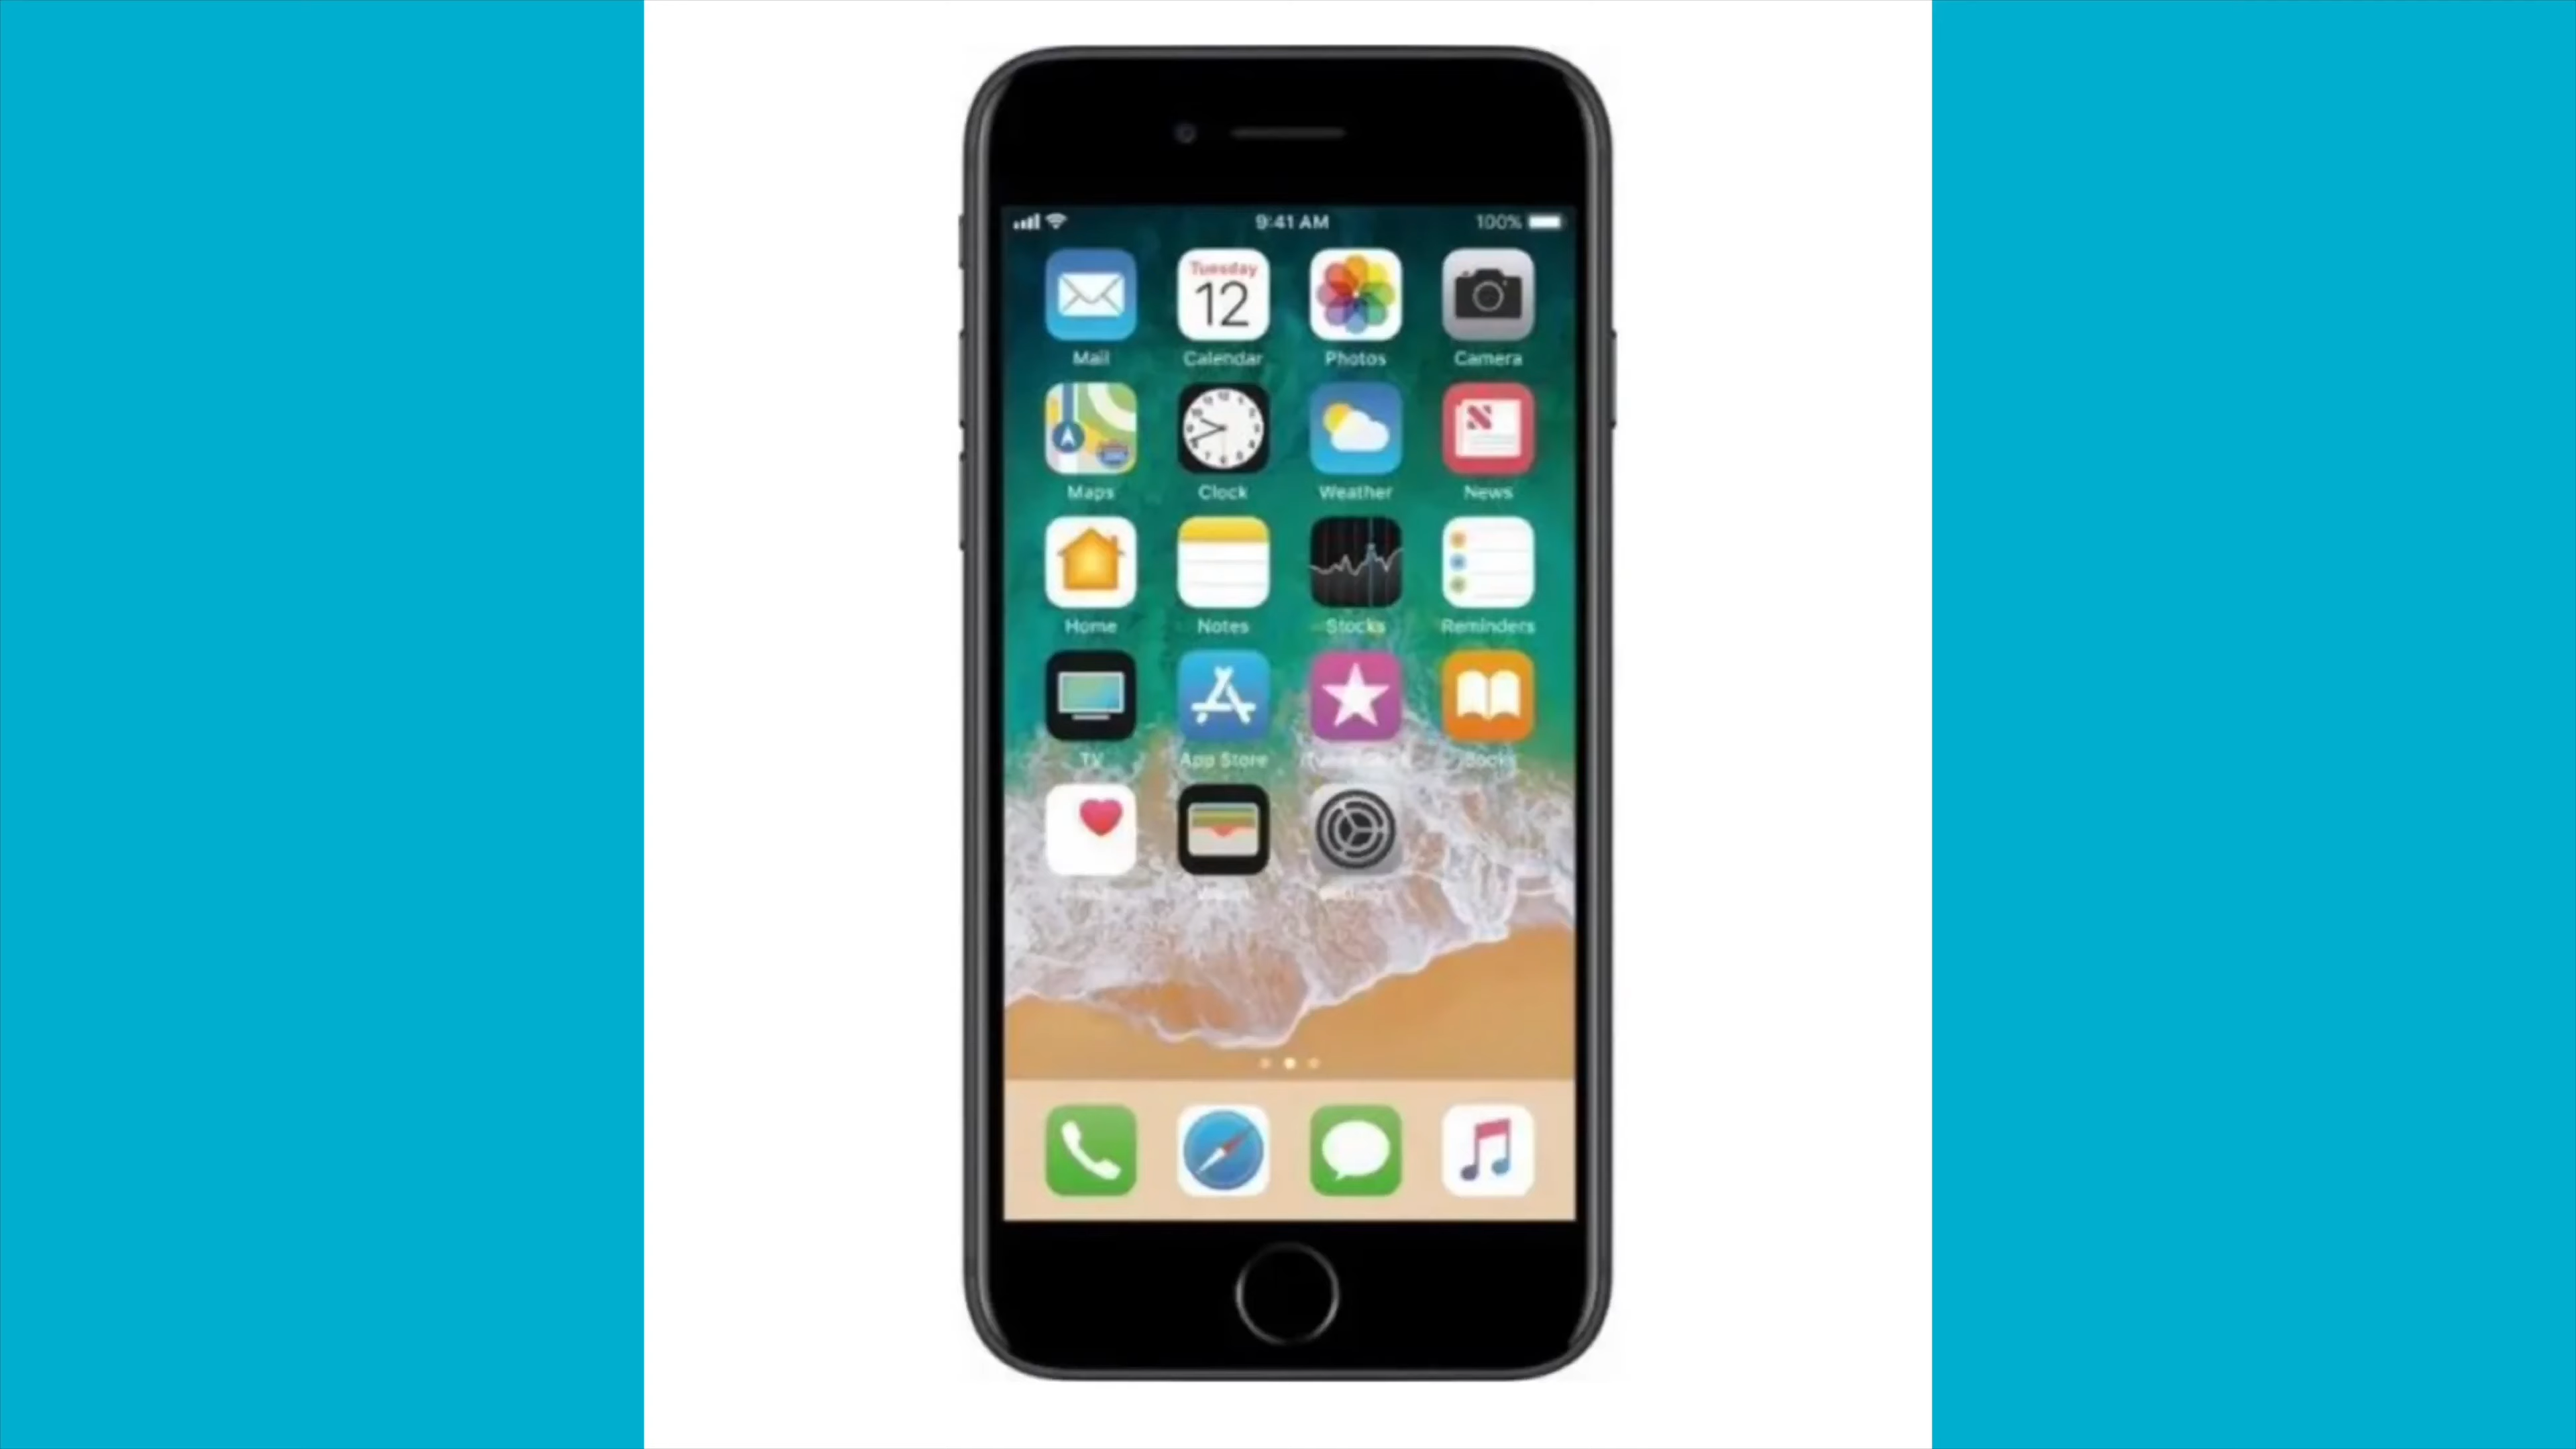 9:41 AM 100%
Tuesday
12
Mail Calendar Photos Camera
Maps Clock Weather News
Home Notes Stocks Reminders
TV App Store